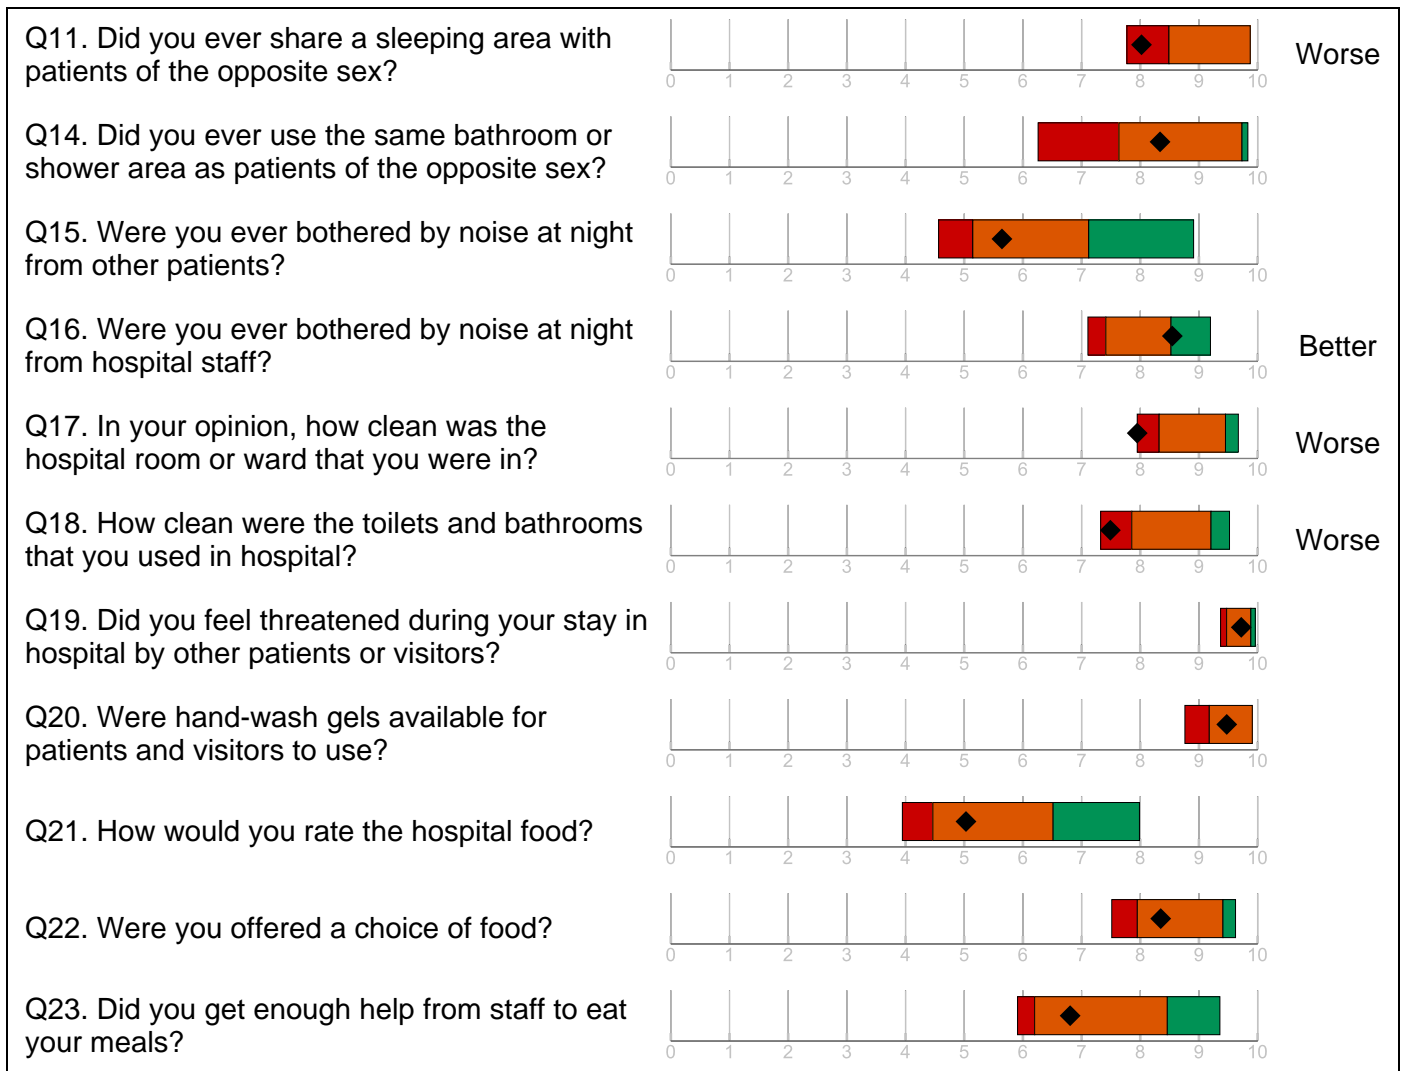 Q11. Did you ever share a sleeping area with
patients of the opposite sex?
Worse
0 1 2 3 4 5 6 7 8 9 10
Q14. Did you ever use the same bathroom or
shower area as patients of the opposite sex?
0 1 2 3 4 5 6 7 8 9 10
Q15. Were you ever bothered by noise at night
from other patients?
0 1 2 3 4 5 6 7 8 9 10
Q16. Were you ever bothered by noise at night
from hospital staff?
Better
0 1 2 3 4 5 6 7 8 9 10
Q17. In your opinion, how clean was the
hospital room or ward that you were in?
Worse
0 1 2 3 4 5 6 7 8 9 10
Q18. How clean were the toilets and bathrooms
that you used in hospital?
Worse
0 1 2 3 4 5 6 7 8 9 10
Q19. Did you feel threatened during your stay in
hospital by other patients or visitors?
0 1 2 3 4 5 6 7 8 9 10
Q20. Were hand-wash gels available for
patients and visitors to use?
0 1 2 3 4 5 6 7 8 9 10
Q21. How would you rate the hospital food?
0 1 2 3 4 5 6 7 8 9 10
Q22. Were you offered a choice of food?
0 1 2 3 4 5 6 7 8 9 10
Q23. Did you get enough help from staff to eat
your meals?
0 1 2 3 4 5 6 7 8 9 10